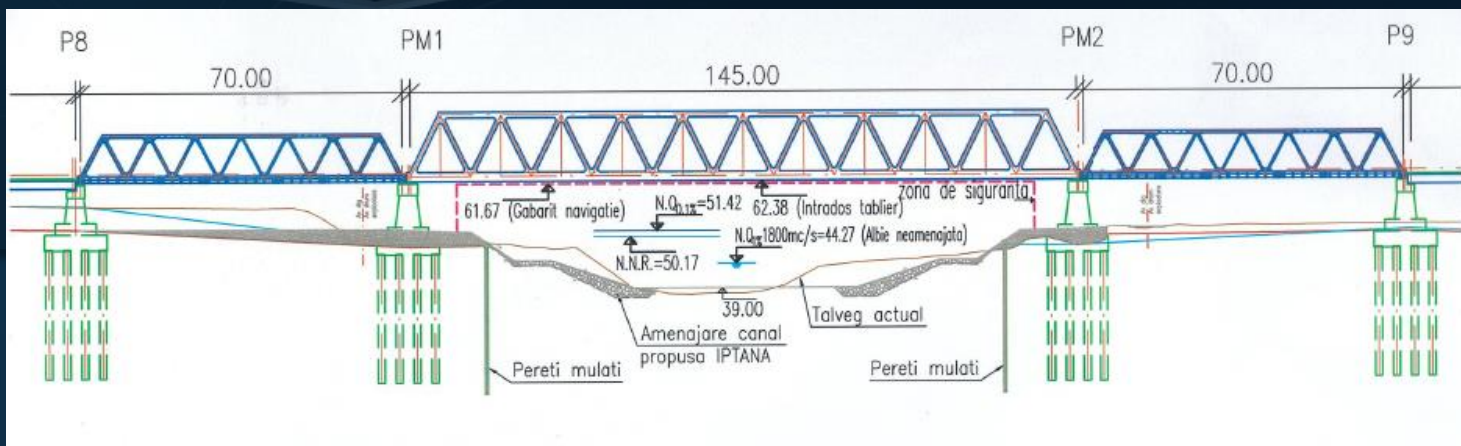 P8
PM1
PM2
P9
70.00
145.00
70.00
zona de siguranta
61.67 (Gabarit navigatie)
N.Q0.1%=51.42
62.38 (Intrados tablier)
N.Q1%1800mc/s=44.27 (Albie neamenajata)
N.N.R.=50.17
39.00
Talveg actual
Amenajare canal
propusa IPTANA
Pereti mulati
Pereti mulati